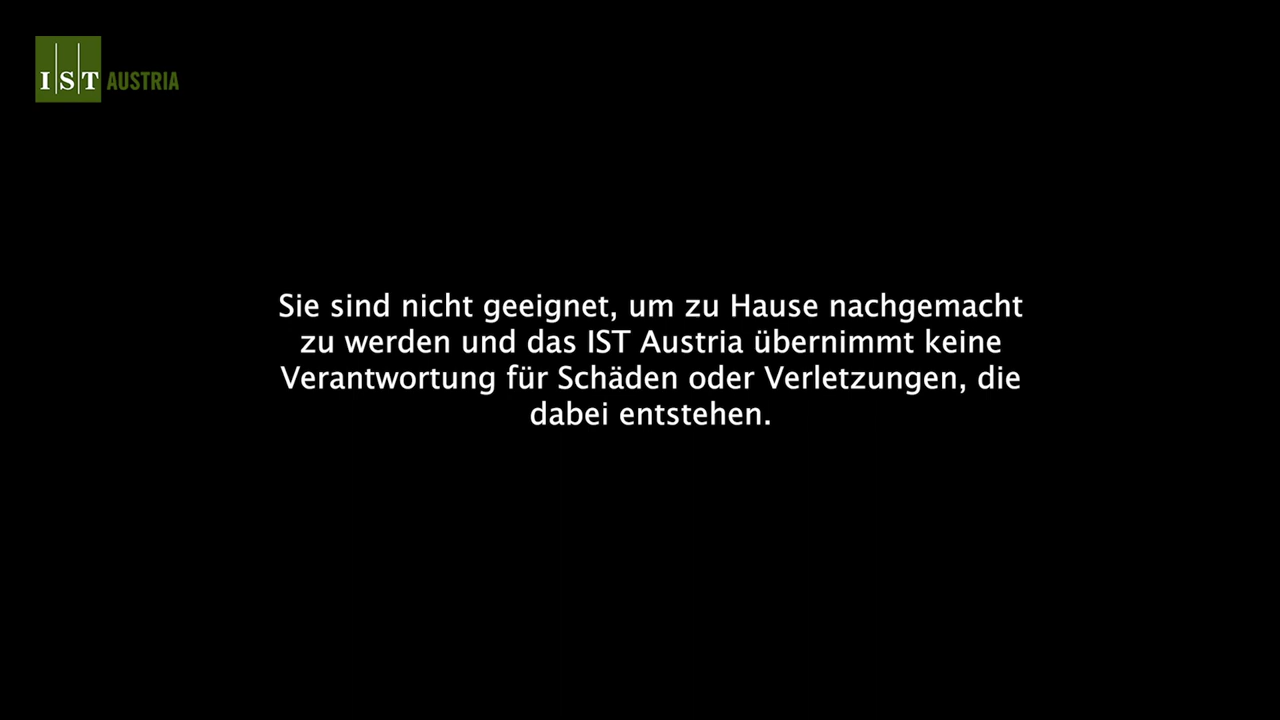 IST AUSTRIA
Sie sind nicht geeignet, um zu Hause nachgemacht
zu werden und das IST Austria übernimmt keine
Verantwortung für Schäden oder Verletzungen, die
dabei entstehen.